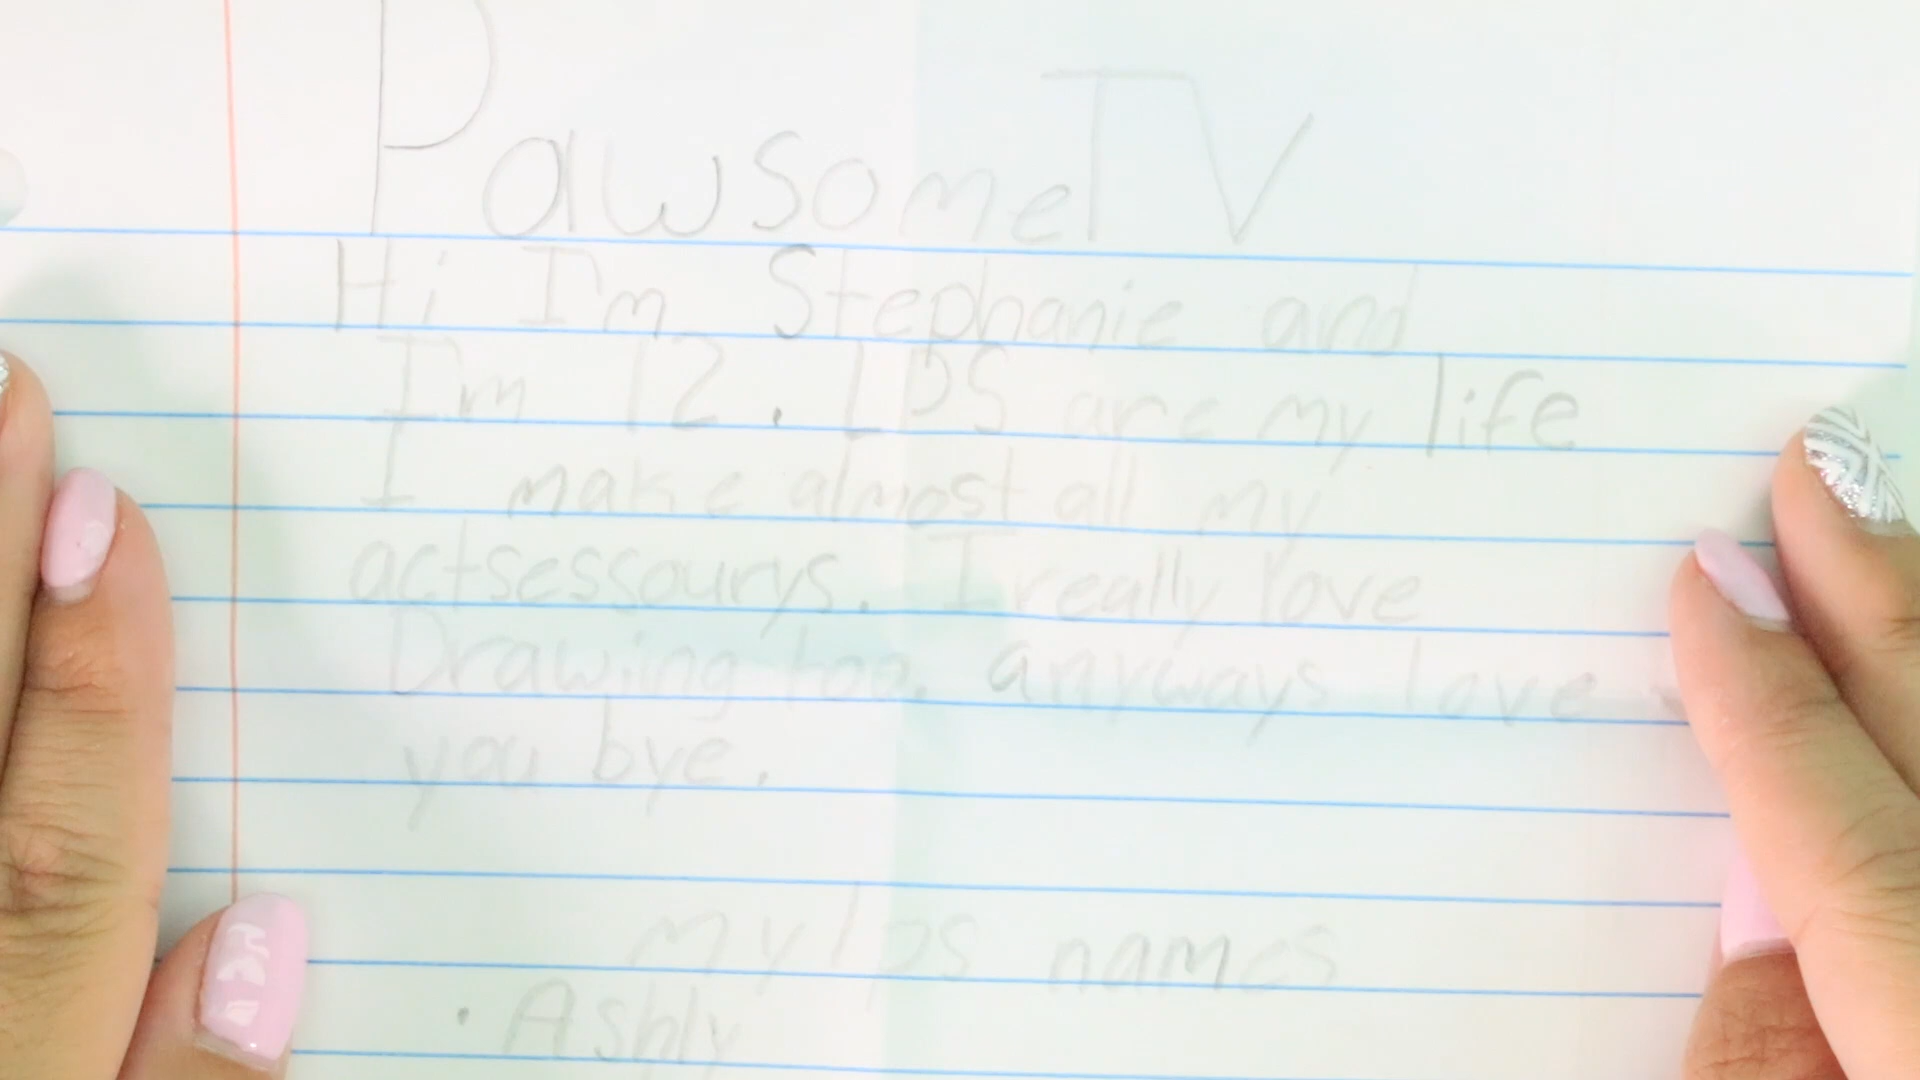 PawsomeTV
Hi I'm Stephanie and
I'm 12. LPS are my life
I make almost all my
actsessourys. I really love
Drawing too. anyways love
you bye.
my lps names
• Ashly